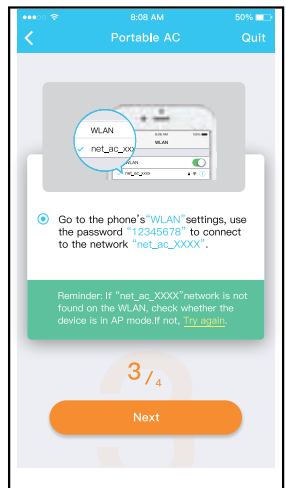 8:08 AM
50%
Portable AC
Quit
WLAN
net_ac_xxx
WLAN
WLAN
net_ac_xxxx
Go to the phone's“WLAN”settings, use
the password “12345678” to connect
to the network “net_ac_XXXX”.
Reminder: If “net_ac_XXXX”network is not
found on the WLAN, check whether the
device is in AP mode.If not, Try again.
3/4
Next